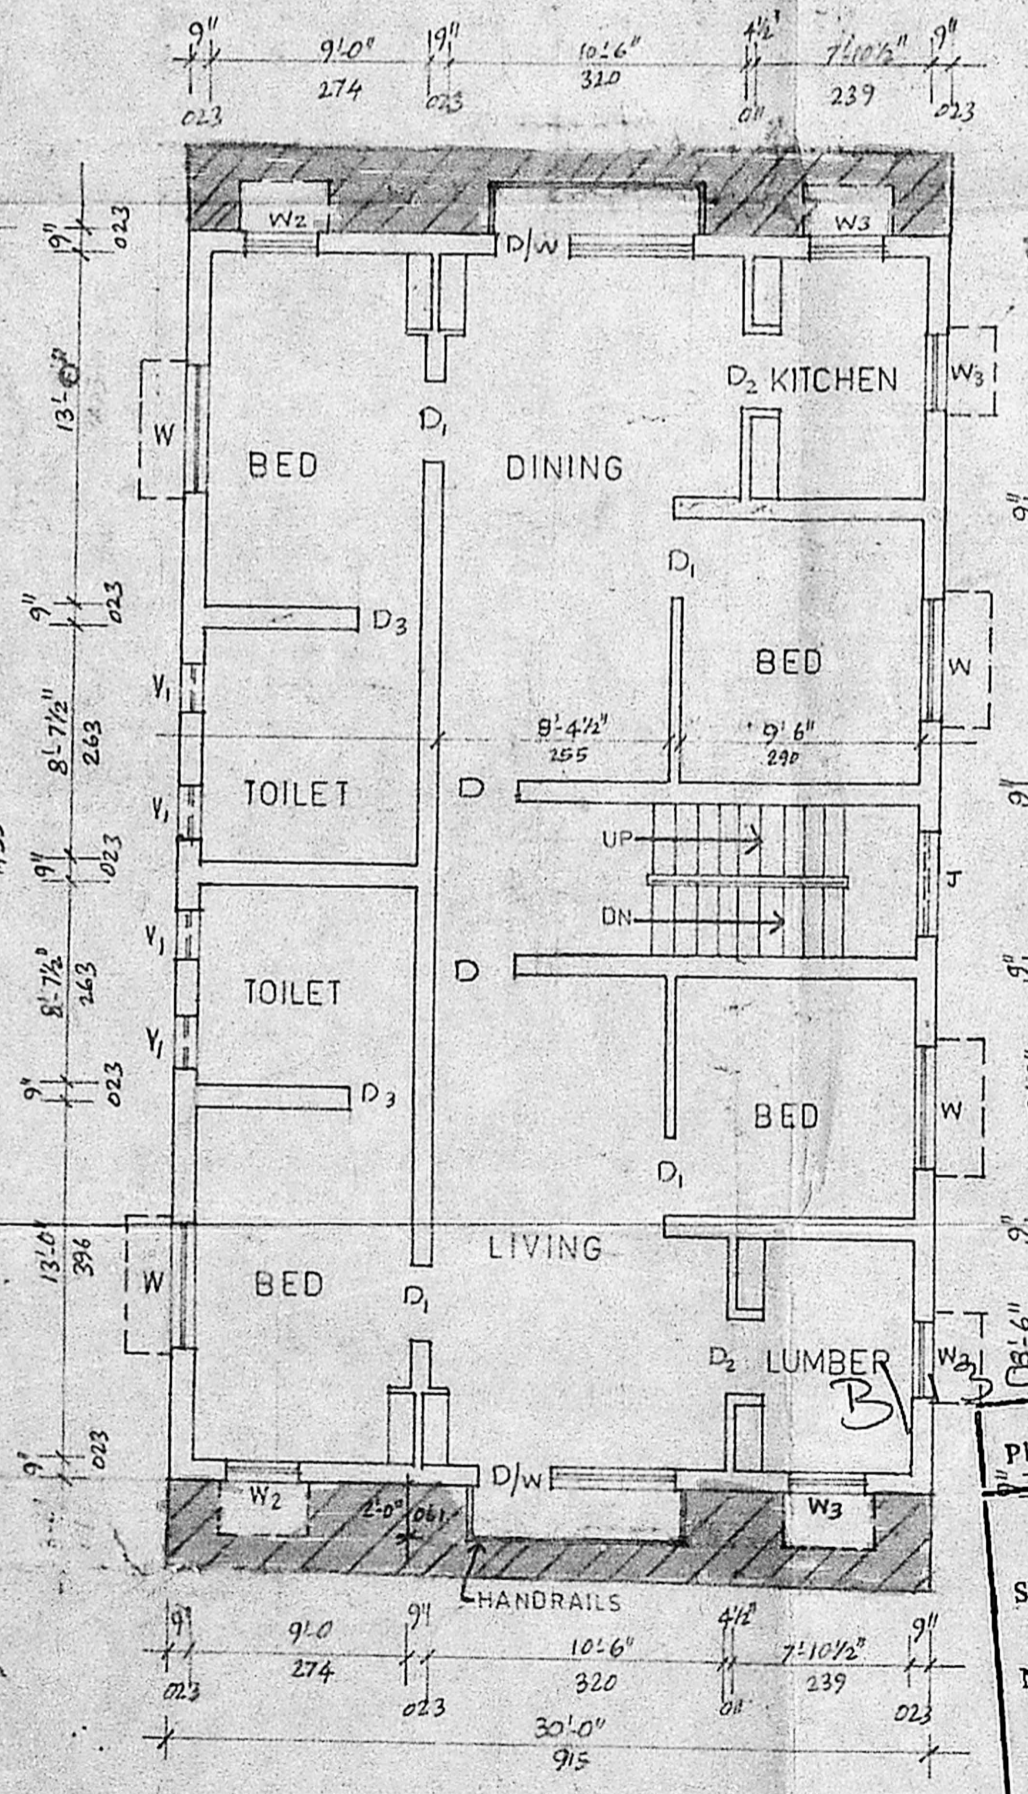 9" 9'-0" 9" 10'-6" 4½" 7'-10½" 9"
023 274 023 320 011 239 023
W2 W3
9" 023
D/W
13'-0"
D2 KITCHEN W3
W D1
BED DINING
D1
9" 023 D3
BED W
V1
8'-7½" 263
8'-4½" 9'6"
255 290
TOILET D
V1
UP
9" 023
J
DN
V1
D
8'-7½" 263
TOILET
V1
9" 023 D3
BED W
D1
LIVING
13'-0" 396
W BED D1
D2 LUMBER W3
B
9" 023
D/W
W2 W3
2'-0" 061
HANDRAILS
9" 9'-0 9" 10'-6" 4½" 7'-10½" 9"
023 274 023 320 011 239 023
30'-0"
915